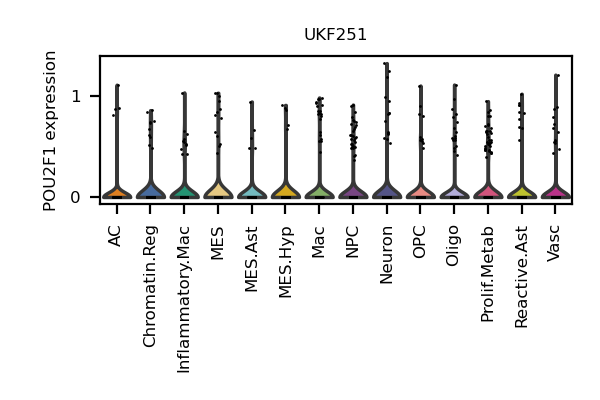 UKF251
POU2F1 expression
1
0
AC
Chromatin.Reg
Inflammatory.Mac
MES
MES.Ast
MES.Hyp
Mac
NPC
Neuron
OPC
Oligo
Prolif.Metab
Reactive.Ast
Vasc